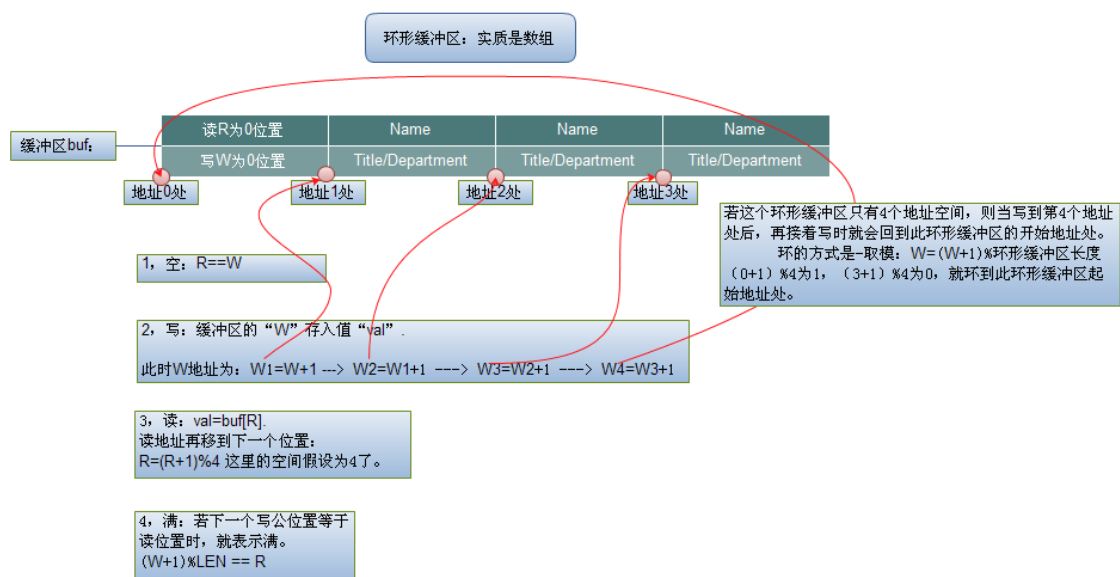 环形缓冲区：实质是数组
缓冲区buf：
读R为0位置
Name
Name
Name
写W为0位置
Title/Department
Title/Department
Title/Department
地址0处
地址1处
地址2处
地址3处
若这个环形缓冲区只有4个地址空间，则当写到第4个地址
处后，再接着写时就会回到此环形缓冲区的开始地址处。
环的方式是-取模：W=(W+1)%环形缓冲区长度
（0+1）%4为1，（3+1）%4为0，就环到此环形缓冲区起
始地址处。
1，空：R==W
2，写：缓冲区的“W”存入值“val”.
此时W地址为：W1=W+1 ---> W2=W1+1 ---> W3=W2+1 ---> W4=W3+1
3，读：val=buf[R].
读地址再移到下一个位置：
R=(R+1)%4 这里的空间假设为4了。
4，满：若下一个写公位置等于
读位置时，就表示满。
(W+1)%LEN == R